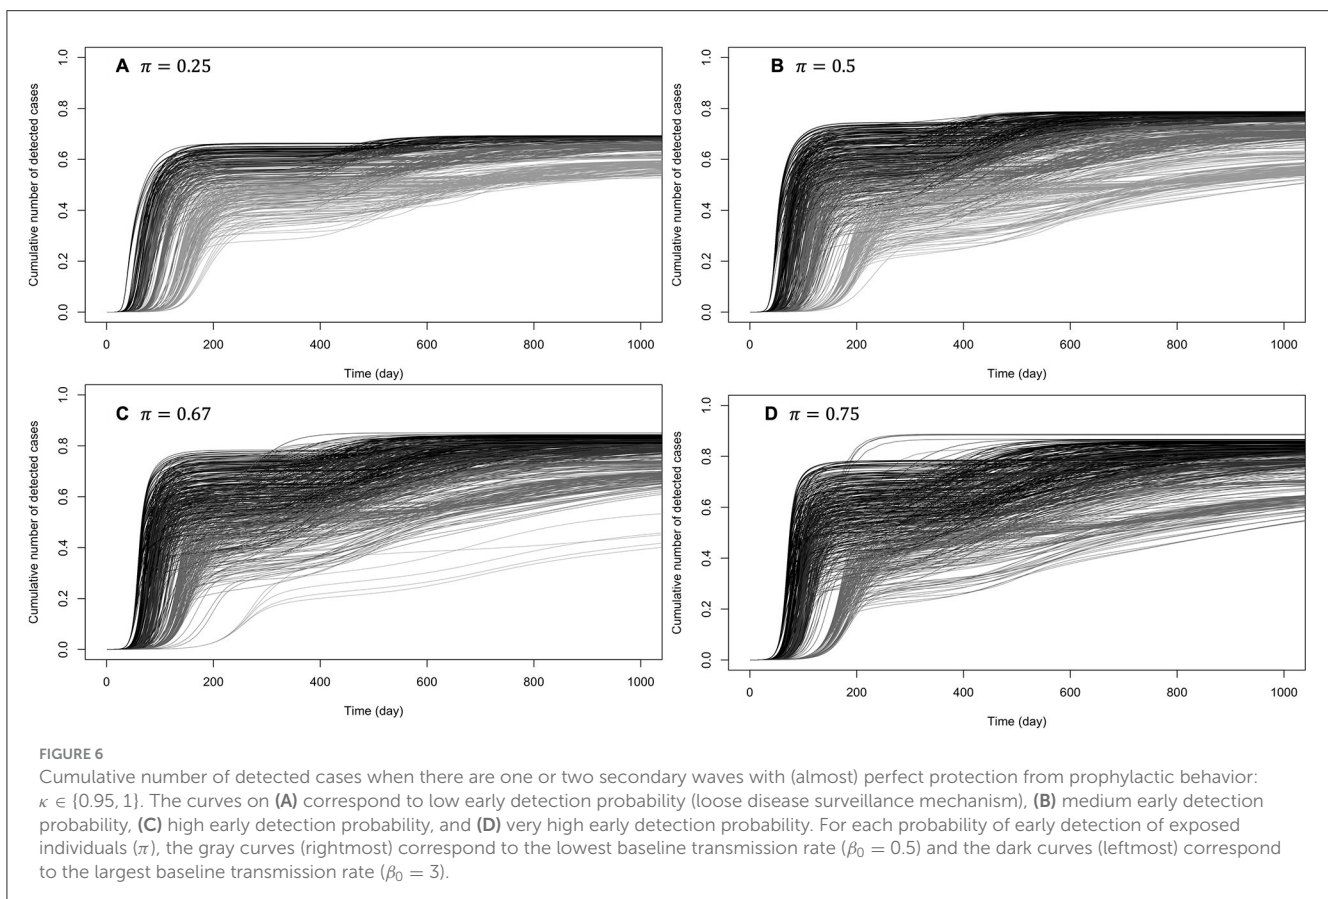 A π = 0.25
Cumulative number of detected cases
0.0 0.2 0.4 0.6 0.8 1.0
0 200 400 600 800 1000
Time (day)
B π = 0.5
Cumulative number of detected cases
0.0 0.2 0.4 0.6 0.8 1.0
0 200 400 600 800 1000
Time (day)
C π = 0.67
Cumulative number of detected cases
0.0 0.2 0.4 0.6 0.8 1.0
0 200 400 600 800 1000
Time (day)
D π = 0.75
Cumulative number of detected cases
0.0 0.2 0.4 0.6 0.8 1.0
0 200 400 600 800 1000
Time (day)
FIGURE 6
Cumulative number of detected cases when there are one or two secondary waves with (almost) perfect protection from prophylactic behavior:
κ ∈ {0.95, 1}. The curves on (A) correspond to low early detection probability (loose disease surveillance mechanism), (B) medium early detection
probability, (C) high early detection probability, and (D) very high early detection probability. For each probability of early detection of exposed
individuals (π), the gray curves (rightmost) correspond to the lowest baseline transmission rate (β₀ = 0.5) and the dark curves (leftmost) correspond
to the largest baseline transmission rate (β₀ = 3).